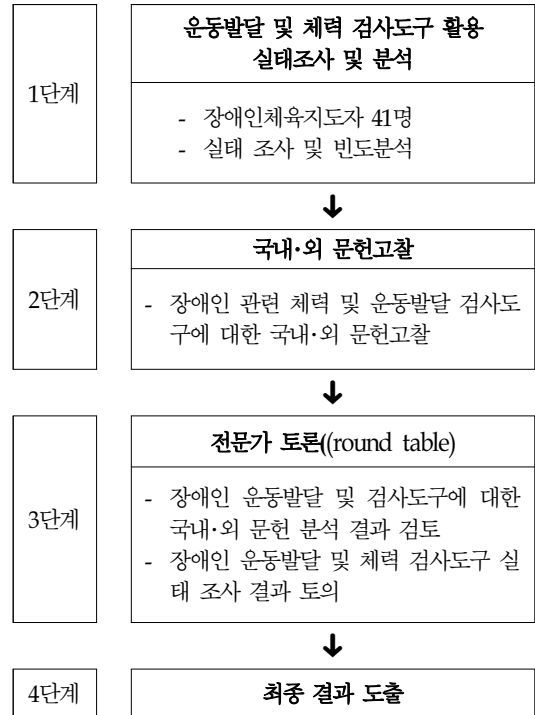 1단계
운동발달 및 체력 검사도구 활용
실태조사 및 분석
- 장애인체육지도자 41명
- 실태 조사 및 빈도분석
2단계
국내·외 문헌고찰
- 장애인 관련 체력 및 운동발달 검사도
구에 대한 국내·외 문헌고찰
3단계
전문가 토론((round table)
- 장애인 운동발달 및 검사도구에 대한
국내·외 문헌 분석 결과 검토
- 장애인 운동발달 및 체력 검사도구 실
태 조사 결과 토의
4단계
최종 결과 도출